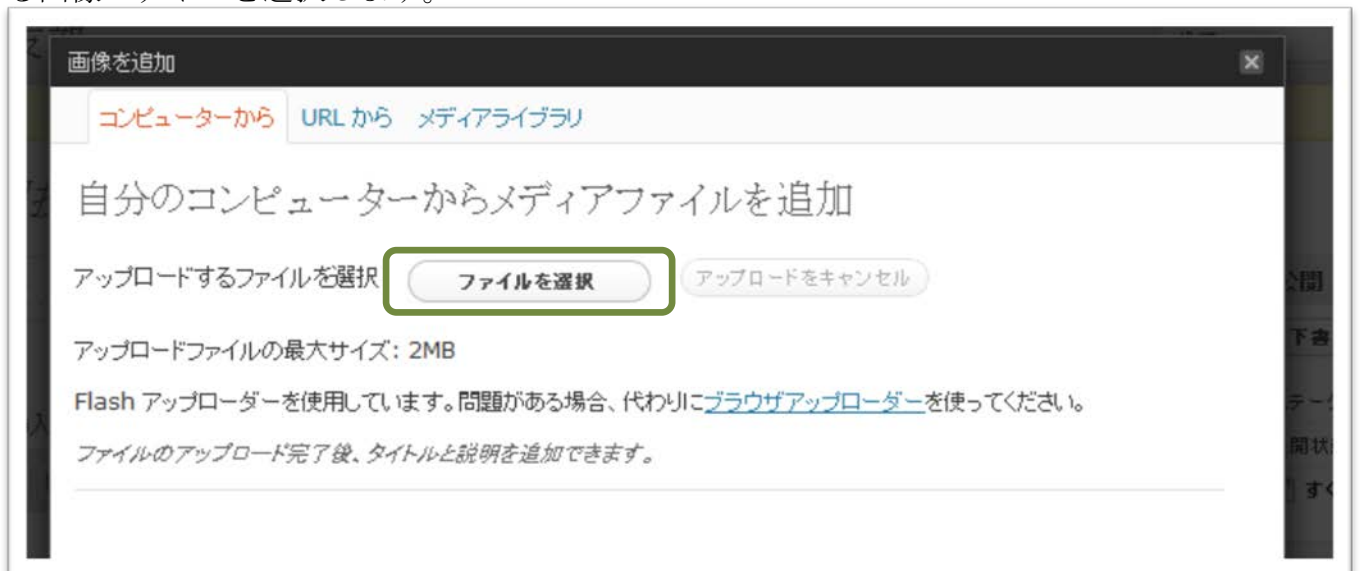 画像を追加
コンピューターから URL から メディアライブラリ
自分のコンピューターからメディアファイルを追加
アップロードするファイルを選択 ファイルを選択 アップロードをキャンセル
アップロードファイルの最大サイズ: 2MB
Flash アップローダーを使用しています。問題がある場合、代わりにブラウザアップローダーを使ってください。
ファイルのアップロード完了後、タイトルと説明を追加できます。
公開
下書